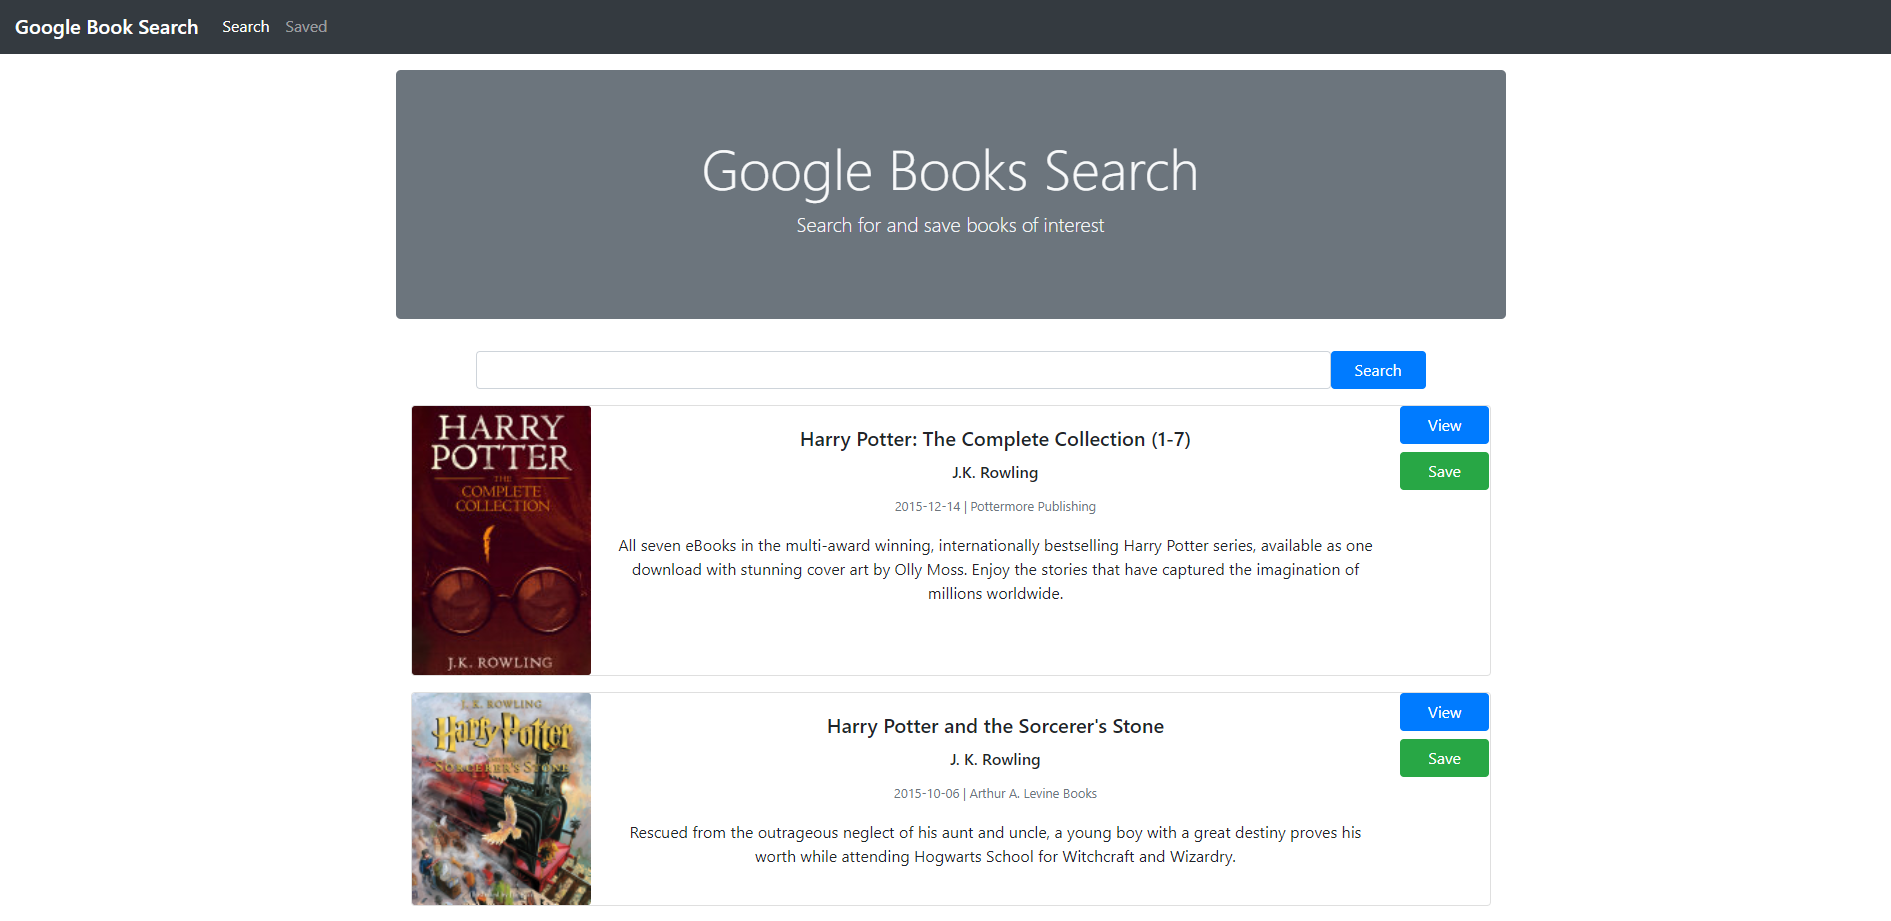 Google Book Search Search Saved
Google Books Search
Search for and save books of interest
Search
HARRY
POTTER
THE
COMPLETE
COLLECTION
J.K. ROWLING
Harry Potter: The Complete Collection (1-7)
J.K. Rowling
2015-12-14 | Pottermore Publishing
All seven eBooks in the multi-award winning, internationally bestselling Harry Potter series, available as one
download with stunning cover art by Olly Moss. Enjoy the stories that have captured the imagination of
millions worldwide.
View
Save
J. K. ROWLING
Harry Potter
SORCERER'S STONE
Harry Potter and the Sorcerer's Stone
J. K. Rowling
2015-10-06 | Arthur A. Levine Books
Rescued from the outrageous neglect of his aunt and uncle, a young boy with a great destiny proves his
worth while attending Hogwarts School for Witchcraft and Wizardry.
View
Save